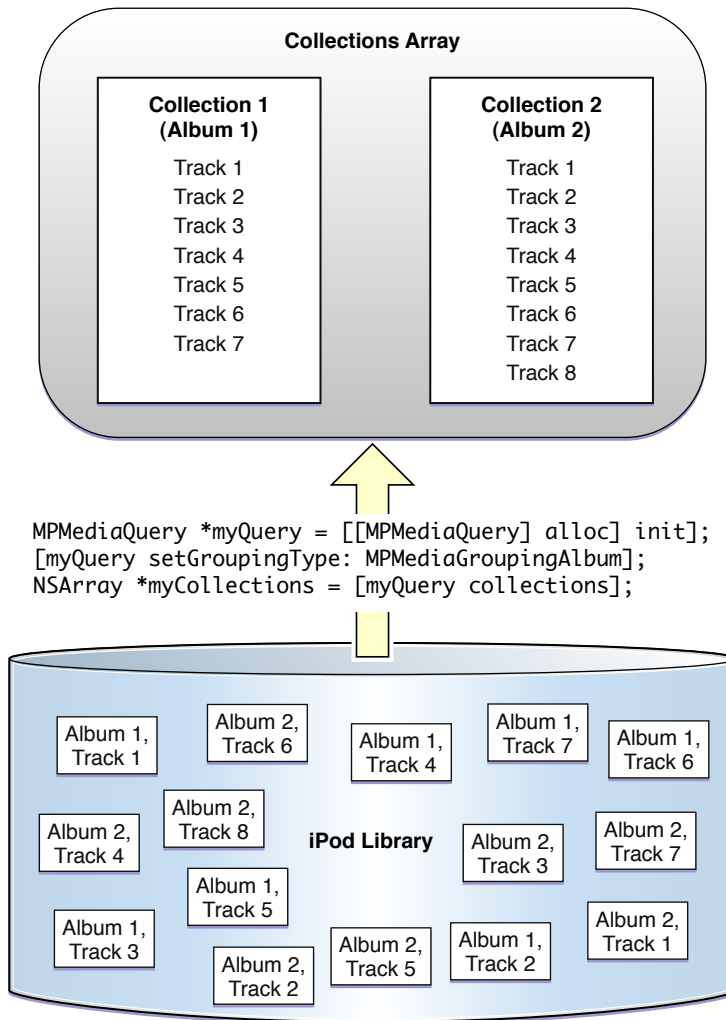 Collections Array
Collection 1
(Album 1)
Track 1
Track 2
Track 3
Track 4
Track 5
Track 6
Track 7
Collection 2
(Album 2)
Track 1
Track 2
Track 3
Track 4
Track 5
Track 6
Track 7
Track 8
MPMediaQuery *myQuery = [[MPMediaQuery] alloc] init];
[myQuery setGroupingType: MPMediaGroupingAlbum];
NSArray *myCollections = [myQuery collections];
Album 1,
Track 1
Album 2,
Track 6
Album 1,
Track 4
Album 1,
Track 7
Album 1,
Track 6
Album 2,
Track 4
Album 2,
Track 8
iPod Library
Album 2,
Track 3
Album 2,
Track 7
Album 1,
Track 5
Album 1,
Track 3
Album 2,
Track 2
Album 2,
Track 5
Album 1,
Track 2
Album 2,
Track 1